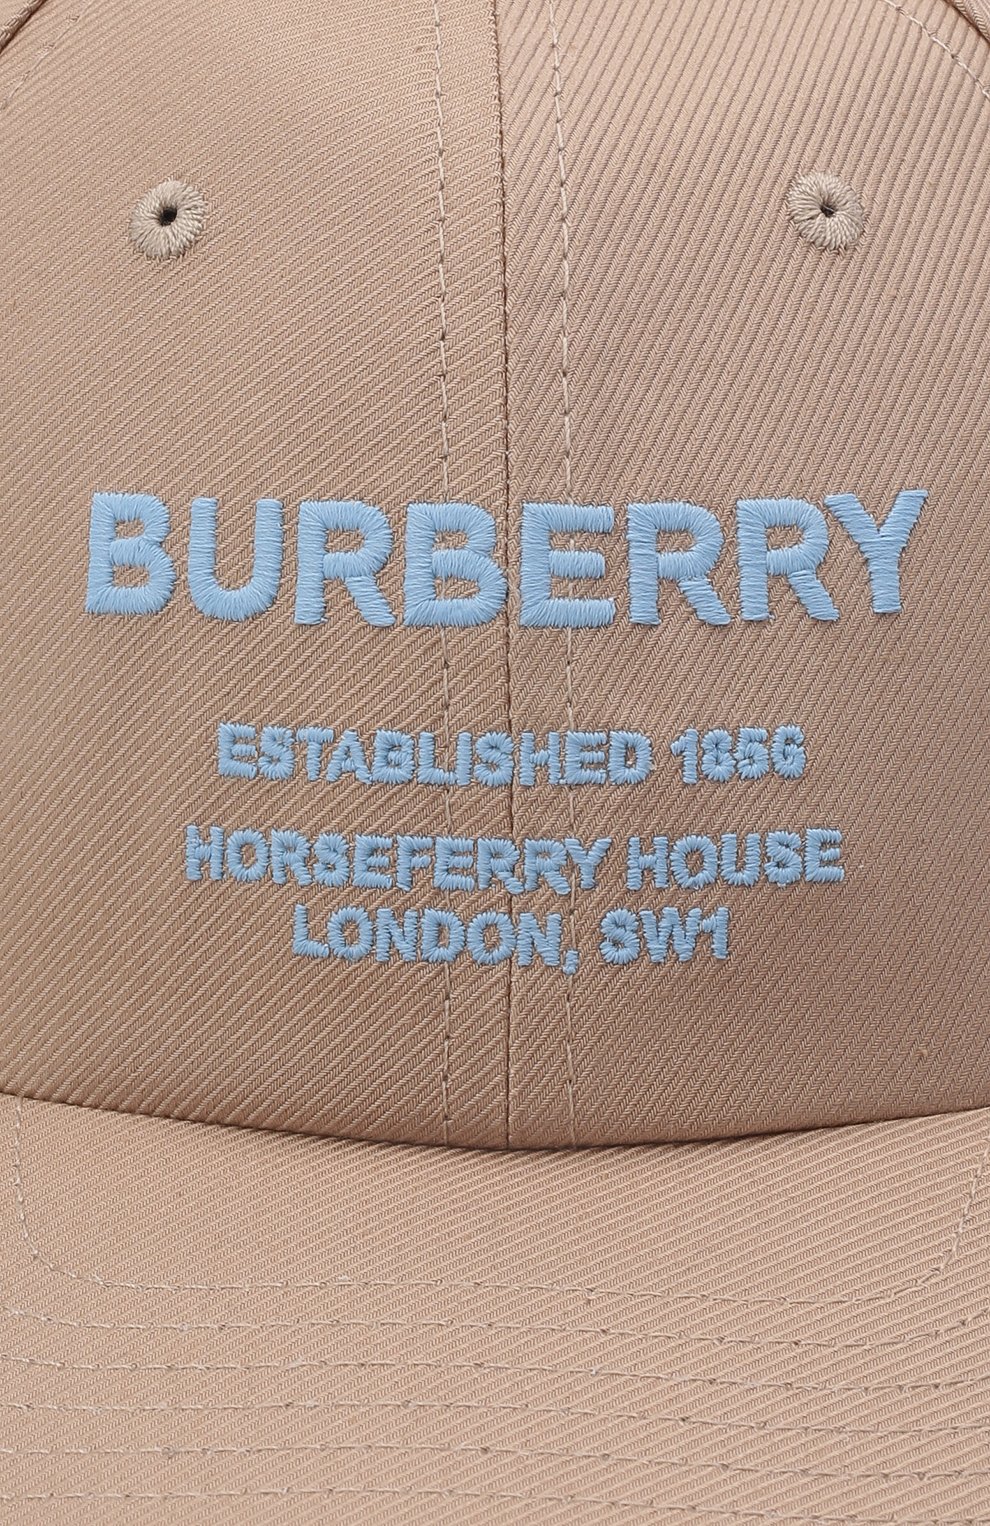 BURBERRY
ESTABLISHED 1856
HORSEFERRY HOUSE
LONDON, SW1